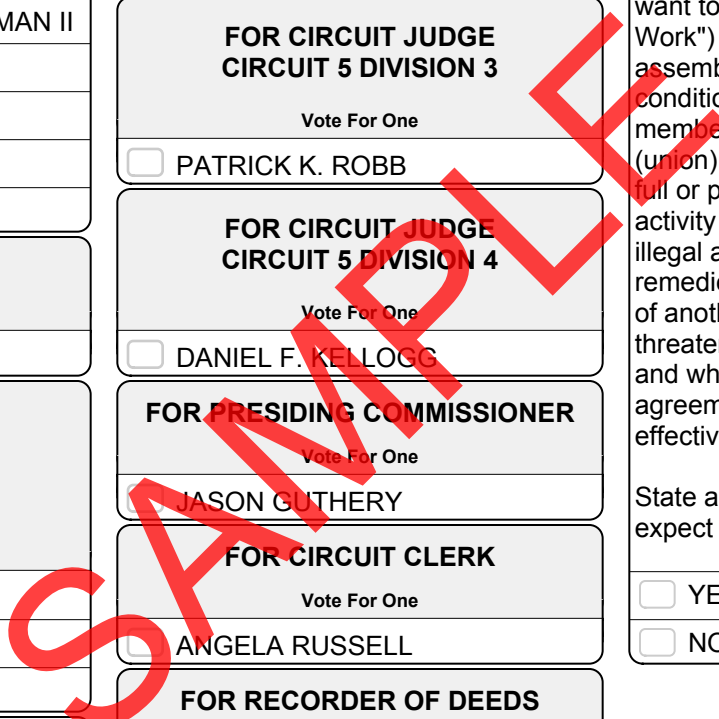 MAN II
FOR CIRCUIT JUDGE
CIRCUIT 5 DIVISION 3
Vote For One
PATRICK K. ROBB
FOR CIRCUIT JUDGE
CIRCUIT 5 DIVISION 4
Vote For One
DANIEL F. KELLOGG
FOR PRESIDING COMMISSIONER
Vote For One
JASON GUTHERY
FOR CIRCUIT CLERK
Vote For One
ANGELA RUSSELL
FOR RECORDER OF DEEDS
want to
Work")
assemb
conditio
membe
(union)
full or p
activity
illegal a
remedie
of anoth
threaten
and wh
agreem
effectiv
State a
expect
YE
NO
SAMPLE